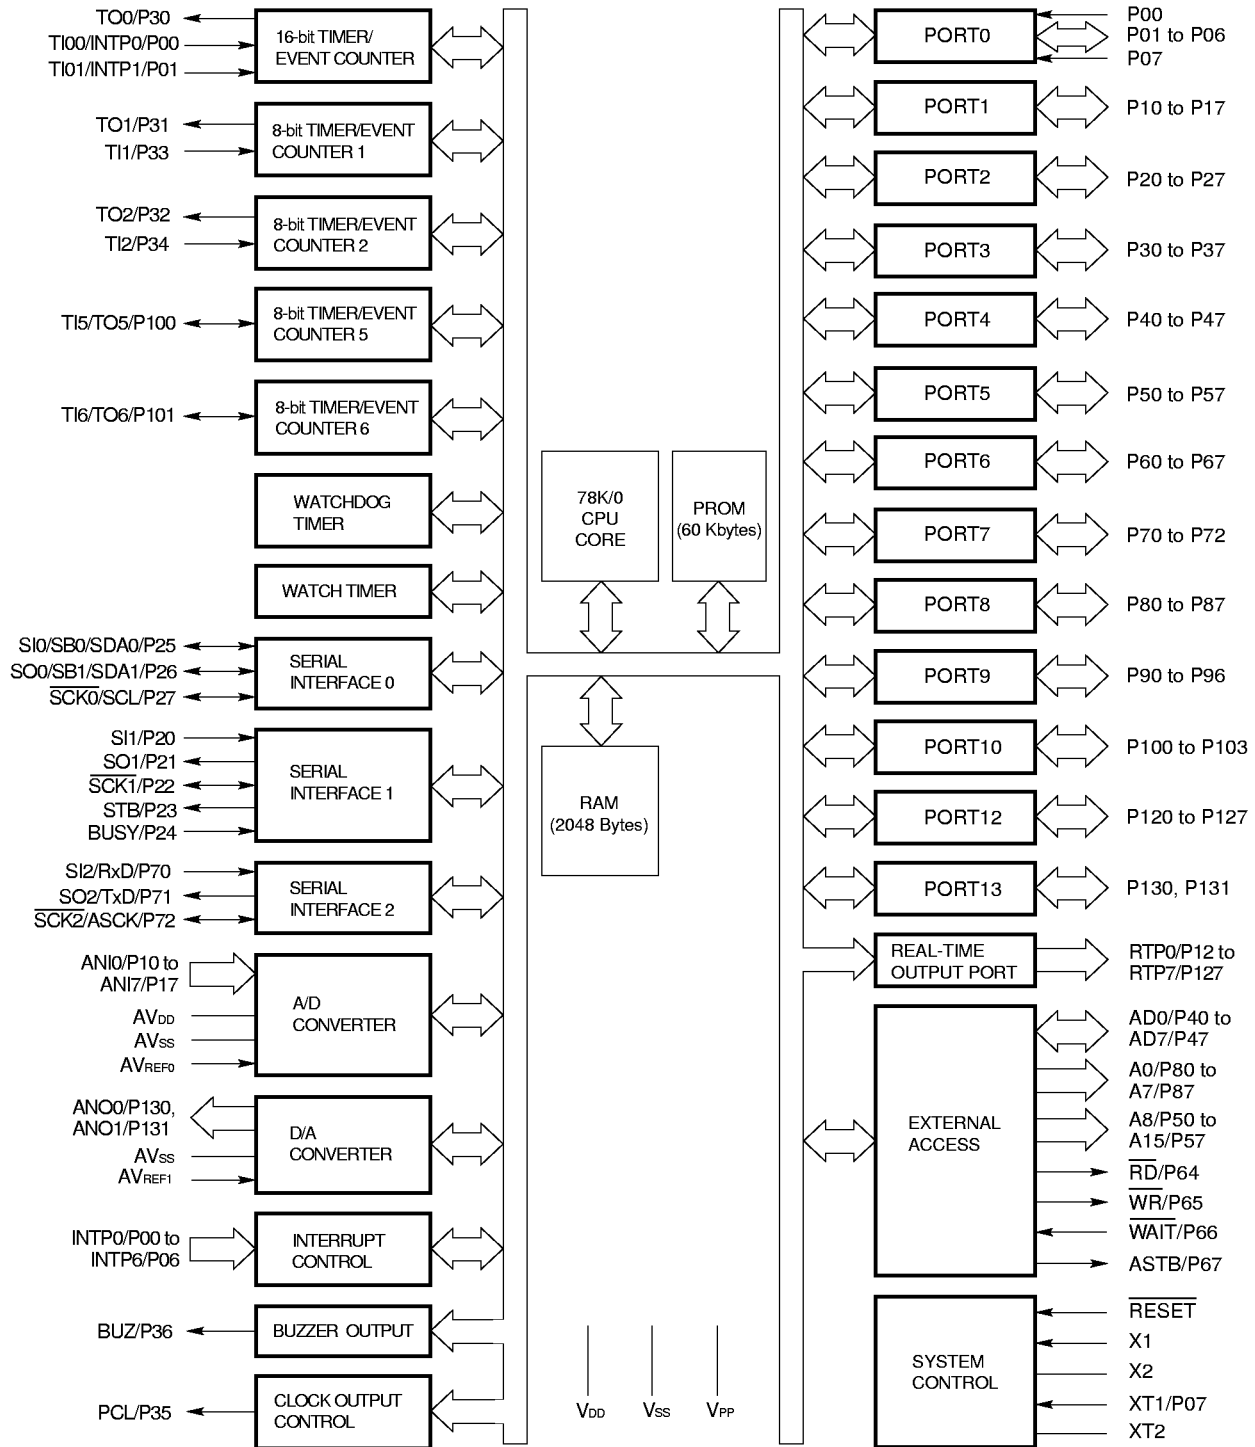 TO0/P30
TI00/INTP0/P00
TI01/INTP1/P01
16-bit TIMER/
EVENT COUNTER
TO1/P31
TI1/P33
8-bit TIMER/EVENT
COUNTER 1
TO2/P32
TI2/P34
8-bit TIMER/EVENT
COUNTER 2
TI5/TO5/P100
8-bit TIMER/EVENT
COUNTER 5
TI6/TO6/P101
8-bit TIMER/EVENT
COUNTER 6
WATCHDOG
TIMER
WATCH TIMER
SI0/SB0/SDA0/P25
SO0/SB1/SDA1/P26
SCK0/SCL/P27
SERIAL
INTERFACE 0
SI1/P20
SO1/P21
SCK1/P22
STB/P23
BUSY/P24
SERIAL
INTERFACE 1
SI2/RxD/P70
SO2/TxD/P71
SCK2/ASCK/P72
SERIAL
INTERFACE 2
ANI0/P10 to
ANI7/P17
AVDD
AVSS
AVREF0
A/D
CONVERTER
ANO0/P130,
ANO1/P131
AVSS
AVREF1
D/A
CONVERTER
INTP0/P00 to
INTP6/P06
INTERRUPT
CONTROL
BUZ/P36
BUZZER OUTPUT
PCL/P35
CLOCK OUTPUT
CONTROL
78K/0
CPU
CORE
PROM
(60 Kbytes)
RAM
(2048 Bytes)
VDD
VSS
VPP
PORT0
P00
P01 to P06
P07
PORT1
P10 to P17
PORT2
P20 to P27
PORT3
P30 to P37
PORT4
P40 to P47
PORT5
P50 to P57
PORT6
P60 to P67
PORT7
P70 to P72
PORT8
P80 to P87
PORT9
P90 to P96
PORT10
P100 to P103
PORT12
P120 to P127
PORT13
P130, P131
REAL-TIME
OUTPUT PORT
RTP0/P12 to
RTP7/P127
EXTERNAL
ACCESS
AD0/P40 to
AD7/P47
A0/P80 to
A7/P87
A8/P50 to
A15/P57
RD/P64
WR/P65
WAIT/P66
ASTB/P67
SYSTEM
CONTROL
RESET
X1
X2
XT1/P07
XT2